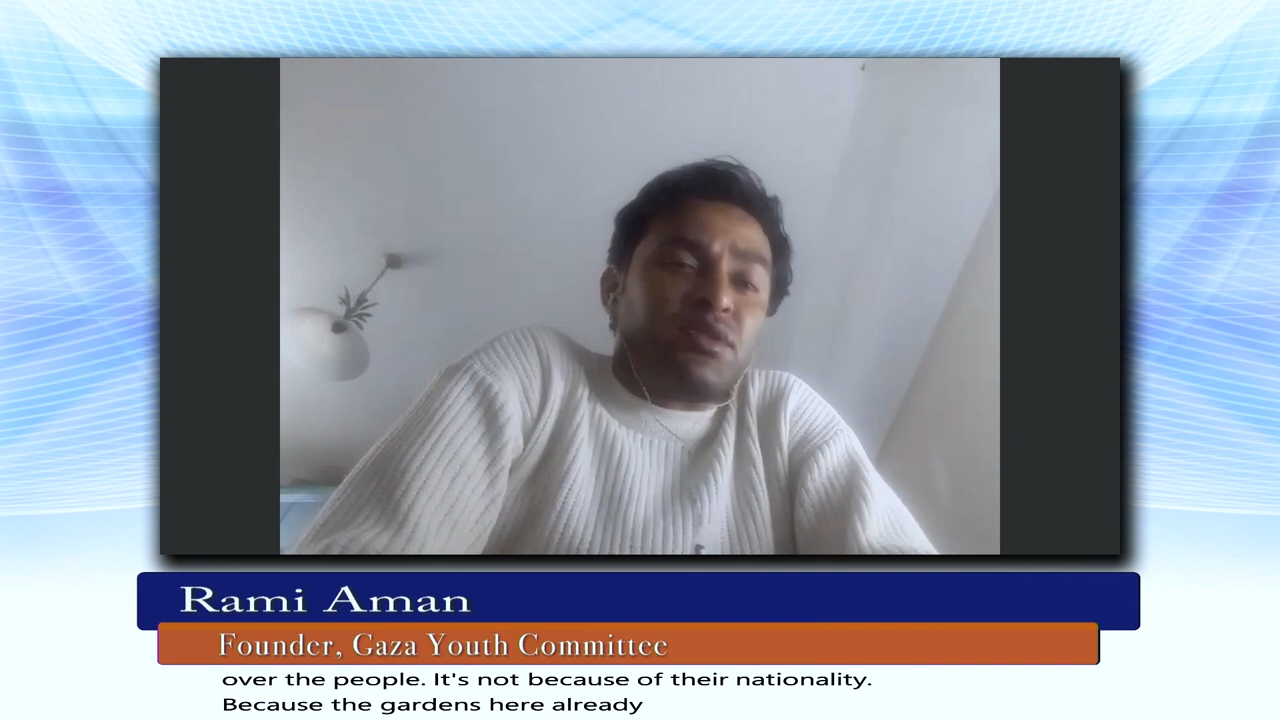 Rami Aman
Founder, Gaza Youth Committee
over the people. It's not because of their nationality.
Because the gardens here already